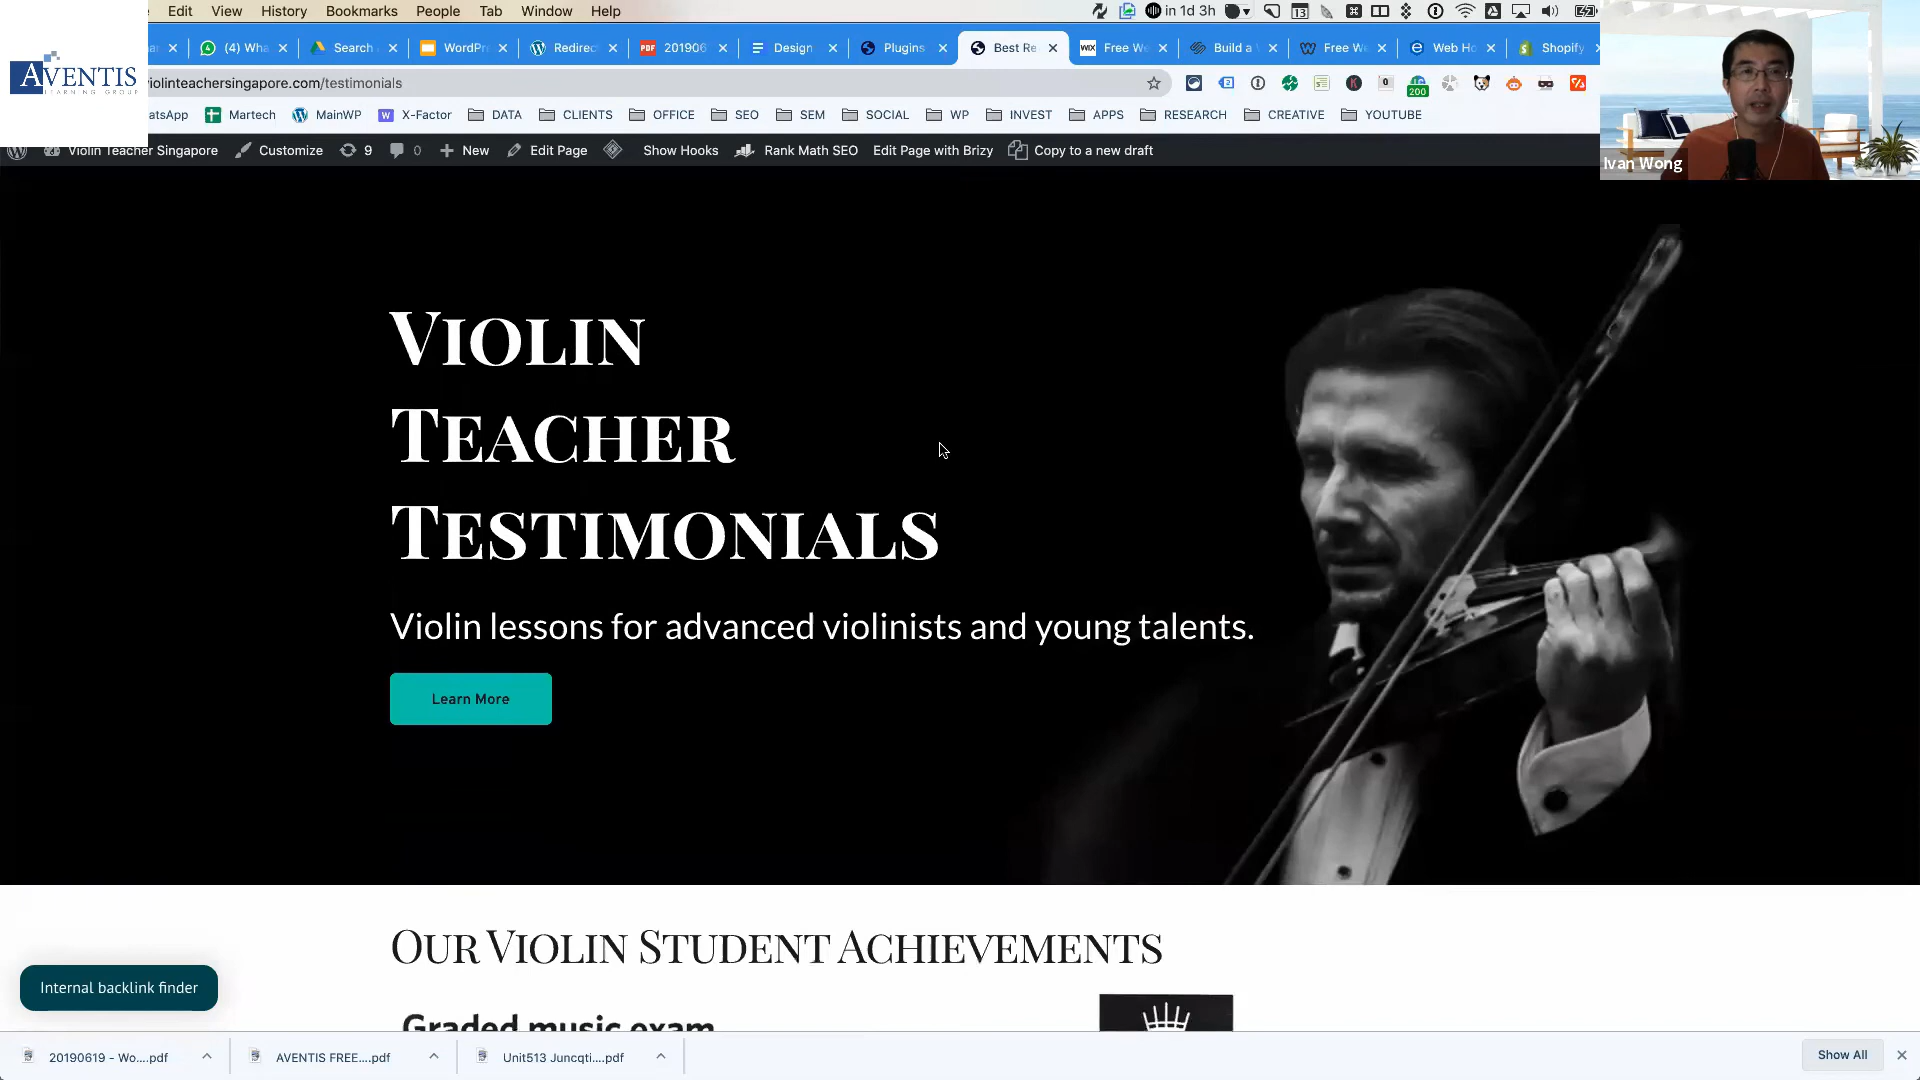 Edit View History Bookmarks People Tab Window Help in 1d 3h 13
(4) Wha Search WordPr Redirec 201906 Design Plugins Best Re Free We Build a Free We Web Ho Shopify
AVENTIS
LEARNING GROUP
violinteachersingapore.com/testimonials
200
atsApp Martech MainWP X-Factor DATA CLIENTS OFFICE SEO SEM SOCIAL WP INVEST APPS RESEARCH CREATIVE YOUTUBE
Violin Teacher Singapore Customize 9 0 New Edit Page Show Hooks Rank Math SEO Edit Page with Brizy Copy to a new draft
Ivan Wong
VIOLIN
TEACHER
TESTIMONIALS
Violin lessons for advanced violinists and young talents.
Learn More
OUR VIOLIN STUDENT ACHIEVEMENTS
Internal backlink finder
Graded music exam
20190619 - Wo....pdf AVENTIS FREE....pdf Unit513 Juncqti....pdf Show All